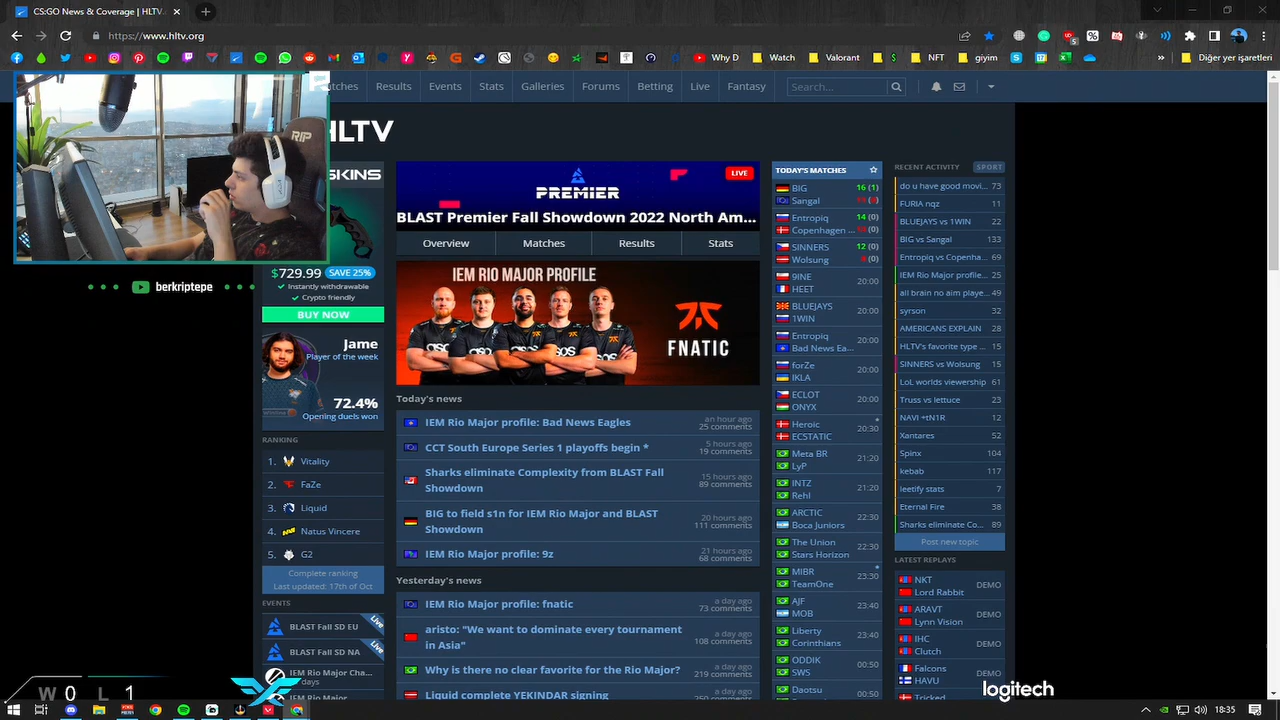 CS:GO News & Coverage | HLTV.
https://www.hltv.org
Why D
Watch
Valorant
$
NFT
giyim
Diğer yer işaretleri
Results
Events
Stats
Galleries
Forums
Betting
Live
Fantasy
Search...
HLTV
RIP
SKINS
$729.99 SAVE 25%
Instantly withdrawable
Crypto friendly
BUY NOW
berkriptepe
Jame
Player of the week
72.4%
Opening duels won
RANKING
1. Vitality
2. FaZe
3. Liquid
4. Natus Vincere
5. G2
Complete ranking
Last updated: 17th of Oct
EVENTS
BLAST Fall SD EU
Live
BLAST Fall SD NA
Live
IEM Rio Major Cha...
days
IEM Rio Major
PREMIER
LIVE
BLAST Premier Fall Showdown 2022 North Am...
Overview
Matches
Results
Stats
IEM RIO MAJOR PROFILE
FNATIC
Today's news
IEM Rio Major profile: Bad News Eagles
an hour ago
25 comments
CCT South Europe Series 1 playoffs begin *
5 hours ago
19 comments
Sharks eliminate Complexity from BLAST Fall
Showdown
15 hours ago
89 comments
BIG to field s1n for IEM Rio Major and BLAST
Showdown
20 hours ago
111 comments
IEM Rio Major profile: 9z
21 hours ago
68 comments
Yesterday's news
IEM Rio Major profile: fnatic
a day ago
73 comments
aristo: "We want to dominate every tournament
in Asia"
a day ago
108 comments
Why is there no clear favorite for the Rio Major?
a day ago
219 comments
Liquid complete YEKINDAR signing
a day ago
TODAY'S MATCHES
BIG 16 (1)
Sangal
Entropiq 14 (0)
Copenhagen ... (0)
SINNERS 12 (0)
Wolsung (0)
9INE
HEET
20:00
BLUEJAYS
1WIN
20:00
Entropiq
Bad News Ea...
20:00
forZe
IKLA
20:00
ECLOT
ONYX
20:00
Heroic
ECSTATIC
20:30
Meta BR
LyP
21:20
INTZ
Rehl
21:20
ARCTIC
Boca Juniors
22:30
The Union
Stars Horizon
22:30
MIBR
TeamOne
23:30
AJF
MOB
23:40
Liberty
Corinthians
23:40
ODDIK
SWS
00:50
Daotsu
00:50
RECENT ACTIVITY SPORT
do u have good movi... 73
FURIA nqz 11
BLUEJAYS vs 1WIN 22
BIG vs Sangal 133
Entropiq vs Copenha... 69
IEM Rio Major profile... 25
all brain no aim playe... 49
syrson 32
AMERICANS EXPLAIN 28
HLTV's favorite type ... 15
SINNERS vs Wolsung 15
LoL worlds viewership 61
Truss vs lettuce 23
NAVI +tN1R 12
Xantares 52
Spinx 104
kebab 117
leetify stats 7
Eternal Fire 38
Sharks eliminate Co... 89
Post new topic
LATEST REPLAYS
NKT
Lord Rabbit
DEMO
ARAVT
Lynn Vision
DEMO
IHC
Clutch
DEMO
Falcons
HAVU
DEMO
Tricked
logitech
W 0 L 1
18:35